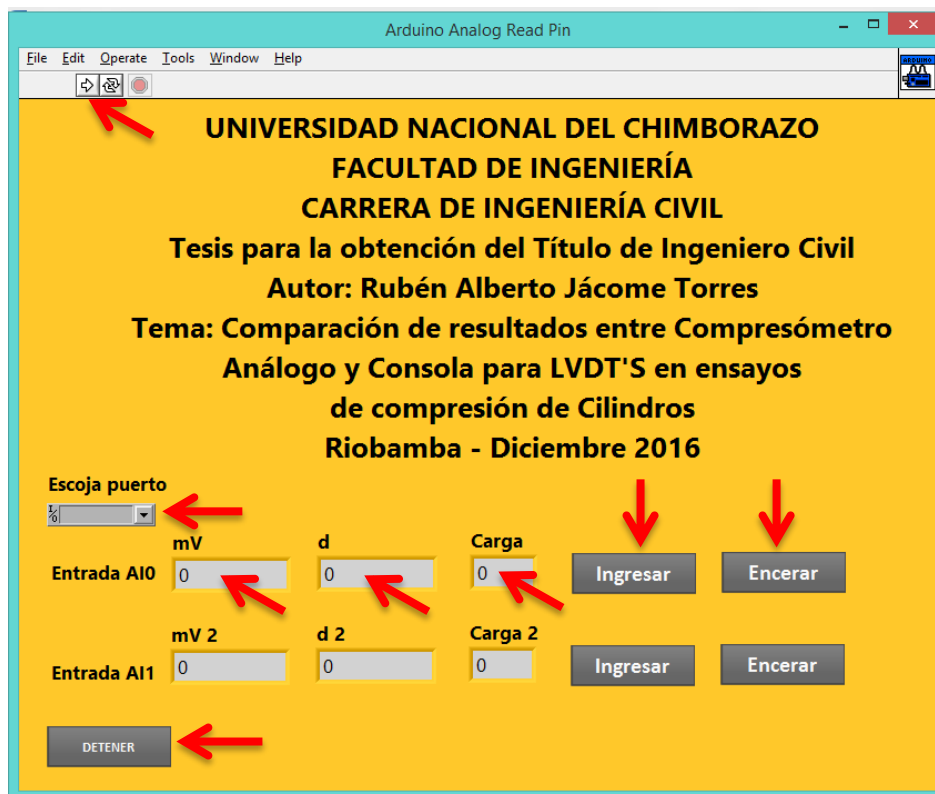 Arduino Analog Read Pin
File Edit Operate Tools Window Help
ARDUINO
UNIVERSIDAD NACIONAL DEL CHIMBORAZO
FACULTAD DE INGENIERÍA
CARRERA DE INGENIERÍA CIVIL
Tesis para la obtención del Título de Ingeniero Civil
Autor: Rubén Alberto Jácome Torres
Tema: Comparación de resultados entre Compresómetro
Análogo y Consola para LVDT'S en ensayos
de compresión de Cilindros
Riobamba - Diciembre 2016
Escoja puerto
I/O
mV d Carga
Entrada AI0 0 0 0 Ingresar Encerar
mV 2 d 2 Carga 2
Entrada AI1 0 0 0 Ingresar Encerar
DETENER